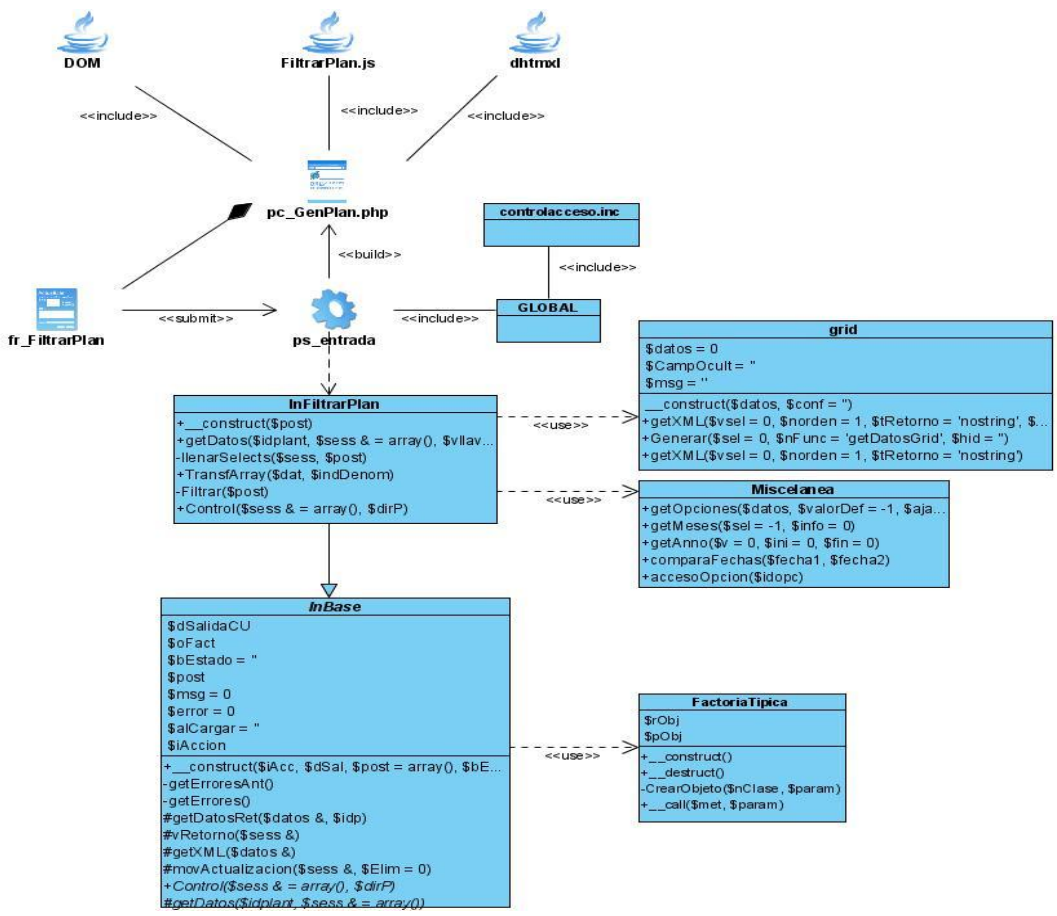 DOM
FiltrarPlan.js
dhtmxl
<<include>>
<<include>>
<<include>>
pc_GenPlan.php
controlacceso.inc
<<build>>
<<include>>
fr_FiltrarPlan
<<submit>>
ps_entrada
<<include>>
GLOBAL
grid
$datos = 0
$CampOcult = ''
$msg = ''
__construct($datos, $conf = '')
+getXML($vsel = 0, $norden = 1, $tRetorno = 'nostring', $...
+Generar($sel = 0, $nFunc = 'getDatosGrid', $hid = '')
+getXML($vsel = 0, $norden = 1, $tRetorno = 'nostring')
InFiltrarPlan
+__construct($post)
+getDatos($idplant, $sess & = array(), $vllav...
-llenarSelects($sess, $post)
+TransfArray($dat, $indDenom)
-Filtrar($post)
+Control($sess & = array(), $dirP)
<<use>>
<<use>>
Miscelanea
+getOpciones($datos, $valorDef = -1, $aja...
+getMeses($sel = -1, $info = 0)
+getAnno($v = 0, $ini = 0, $fin = 0)
+comparaFechas($fecha1, $fecha2)
+accesoOpcion($idopc)
InBase
$dSalidaCU
$oFact
$bEstado = ''
$post
$msg = 0
$error = 0
$alCargar = ''
$iAccion
+__construct($iAcc, $dSal, $post = array(), $bE...
-getErroresAnt()
-getErrores()
#getDatosRet($datos &, $idp)
#vRetorno($sess &)
#getXML($datos &)
#movActualizacion($sess &, $Elim = 0)
+Control($sess & = array(), $dirP)
#getDatos($idplant, $sess & = array())
<<use>>
FactoriaTipica
$rObj
$pObj
+__construct()
+__destruct()
-CrearObjeto($nClase, $param)
+__call($met, $param)